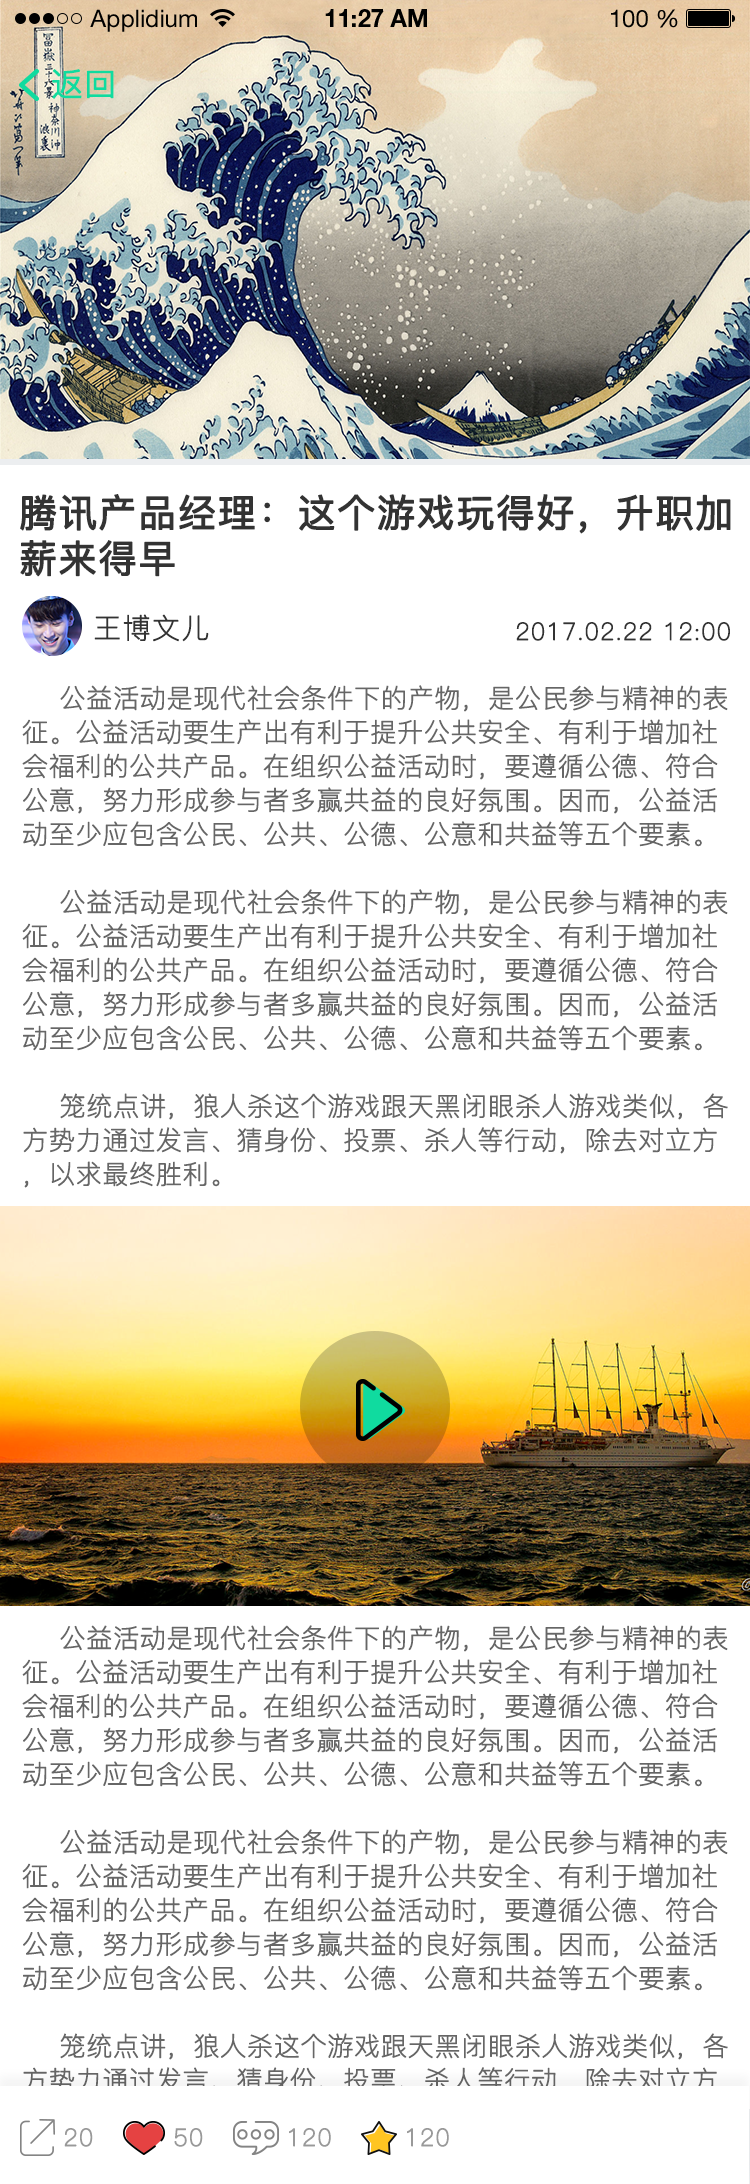 Applidium 11:27 AM 100 %
冨嶽三十六景 神奈川沖
浪裏
返回
腾讯产品经理：这个游戏玩得好，升职加
薪来得早
王博文儿 2017.02.22 12:00
公益活动是现代社会条件下的产物，是公民参与精神的表
征。公益活动要生产出有利于提升公共安全、有利于增加社
会福利的公共产品。在组织公益活动时，要遵循公德、符合
公意，努力形成参与者多赢共益的良好氛围。因而，公益活
动至少应包含公民、公共、公德、公意和共益等五个要素。
公益活动是现代社会条件下的产物，是公民参与精神的表
征。公益活动要生产出有利于提升公共安全、有利于增加社
会福利的公共产品。在组织公益活动时，要遵循公德、符合
公意，努力形成参与者多赢共益的良好氛围。因而，公益活
动至少应包含公民、公共、公德、公意和共益等五个要素。
笼统点讲，狼人杀这个游戏跟天黑闭眼杀人游戏类似，各
方势力通过发言、猜身份、投票、杀人等行动，除去对立方
，以求最终胜利。
公益活动是现代社会条件下的产物，是公民参与精神的表
征。公益活动要生产出有利于提升公共安全、有利于增加社
会福利的公共产品。在组织公益活动时，要遵循公德、符合
公意，努力形成参与者多赢共益的良好氛围。因而，公益活
动至少应包含公民、公共、公德、公意和共益等五个要素。
公益活动是现代社会条件下的产物，是公民参与精神的表
征。公益活动要生产出有利于提升公共安全、有利于增加社
会福利的公共产品。在组织公益活动时，要遵循公德、符合
公意，努力形成参与者多赢共益的良好氛围。因而，公益活
动至少应包含公民、公共、公德、公意和共益等五个要素。
笼统点讲，狼人杀这个游戏跟天黑闭眼杀人游戏类似，各
方势力通过发言、猜身份、投票、杀人等行动，除去对立方
20 50 120 120